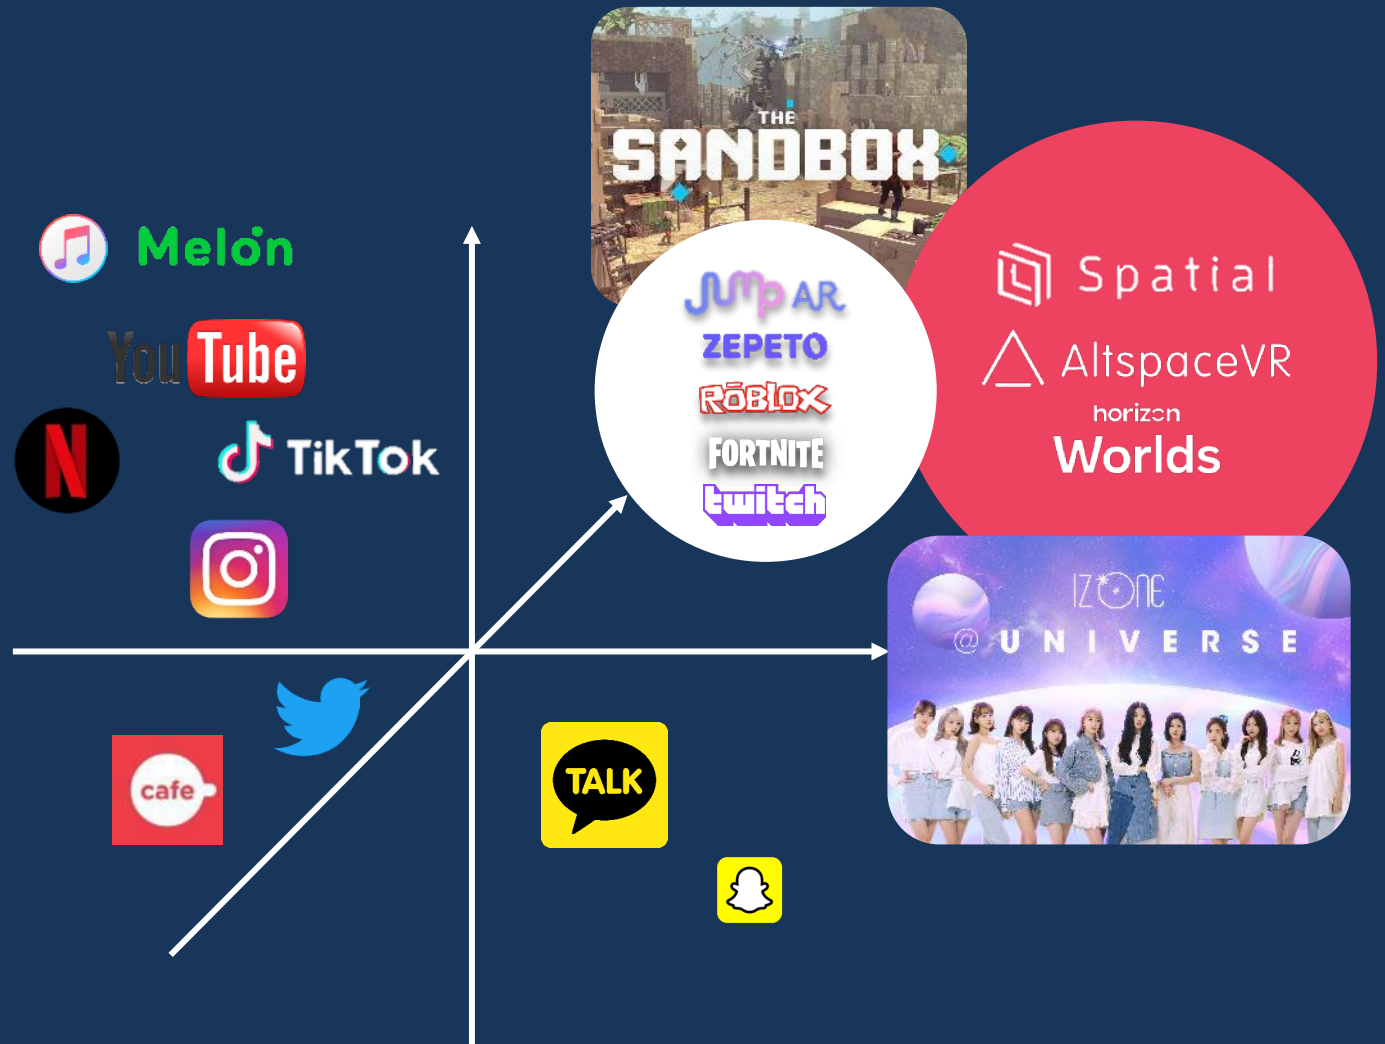 THE
SANDBOX
Melon
YouTube
N
TikTok
cafe
Jump AR
ZEPETO
ROBLOX
FORTNITE
twitch
Spatial
AltspaceVR
horizon
Worlds
IZ*ONE
@UNIVERSE
TALK